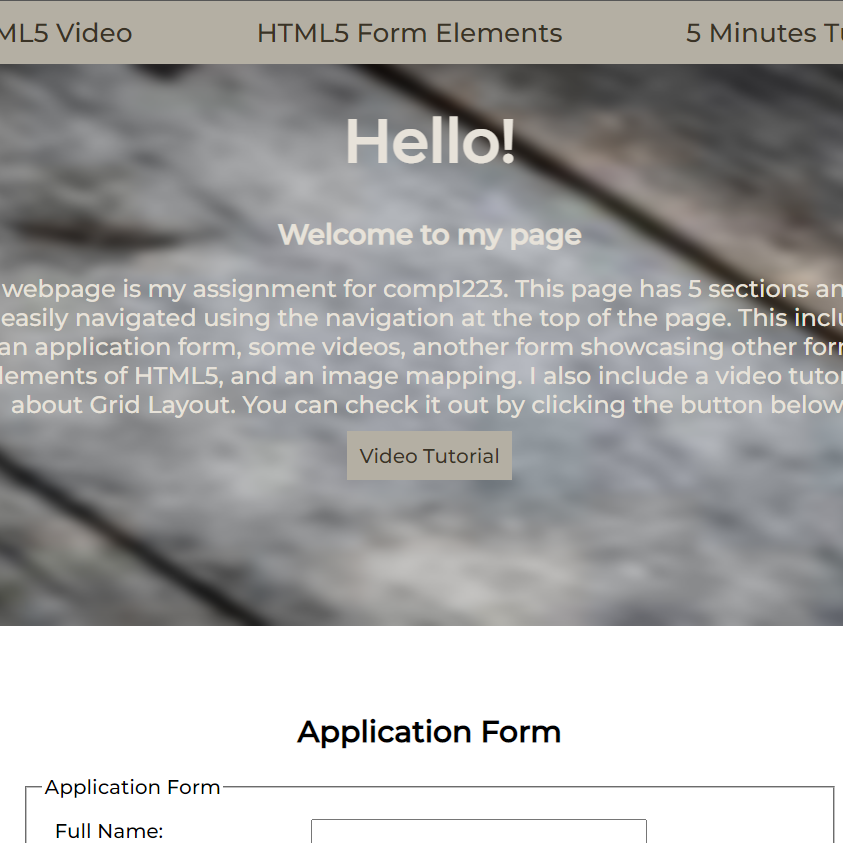 ML5 Video HTML5 Form Elements 5 Minutes Tu
Hello!
Welcome to my page
webpage is my assignment for comp1223. This page has 5 sections an
easily navigated using the navigation at the top of the page. This inclu
an application form, some videos, another form showcasing other for
lements of HTML5, and an image mapping. I also include a video tutor
about Grid Layout. You can check it out by clicking the button below
Video Tutorial
Application Form
Application Form
Full Name: